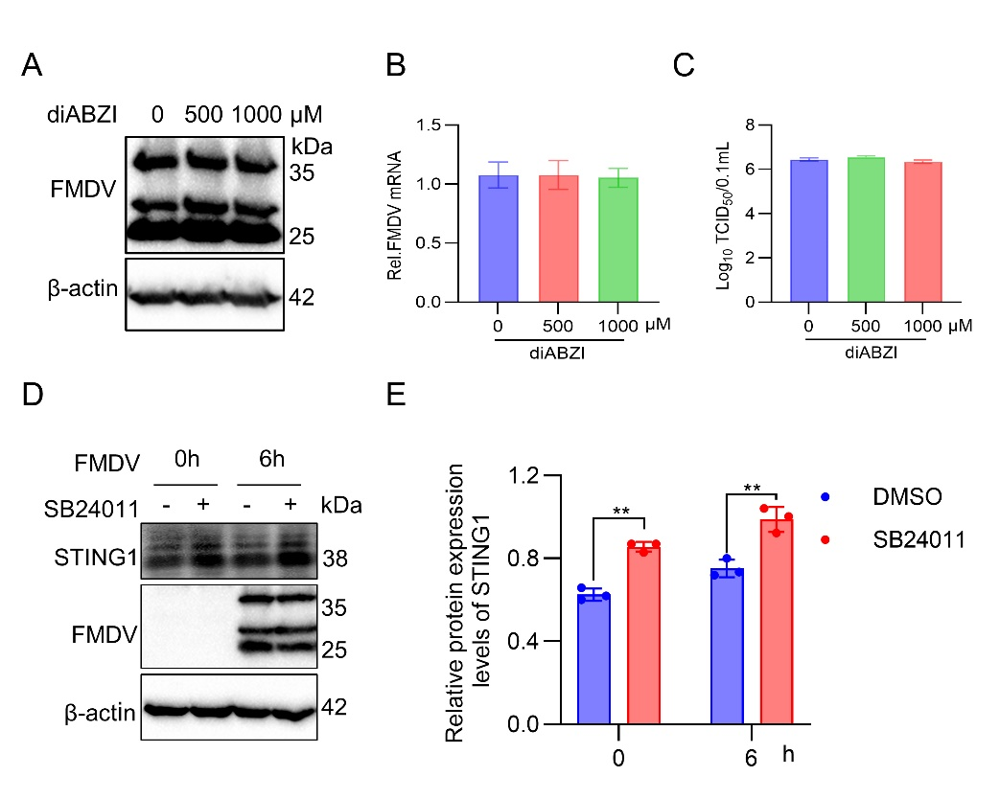 A
diABZI 0 500 1000 µM
kDa
FMDV
35
25
β-actin
42
B
Rel.FMDV mRNA
1.5
1.0
0.5
0.0
0 500 1000 µM
diABZI
C
Log10 TCID50/0.1mL
8
6
4
2
0
0 500 1000 µM
diABZI
D
FMDV 0h 6h
SB24011 - + - + kDa
STING1 38
FMDV
35
25
β-actin 42
E
Relative protein expression
levels of STING1
1.2
0.8
0.4
0.0
** **
0 6 h
DMSO
SB24011